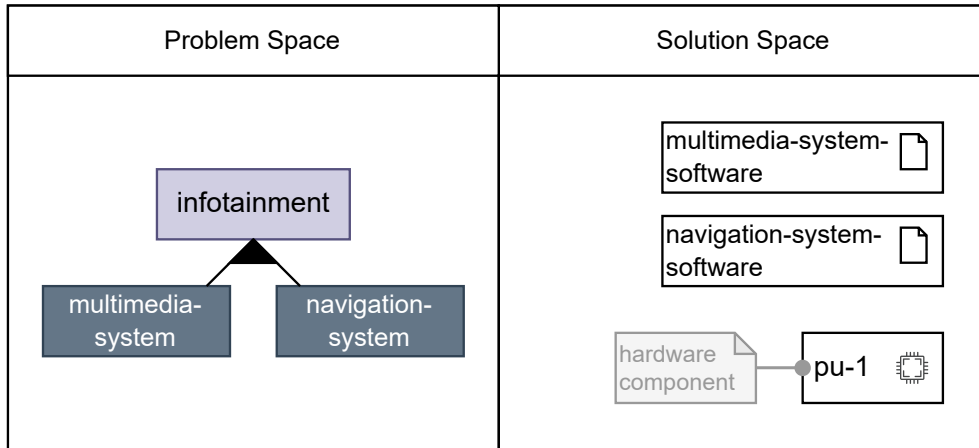 Problem Space
Solution Space
infotainment
multimedia-
system
navigation-
system
multimedia-system-
software
navigation-system-
software
hardware
component
pu-1